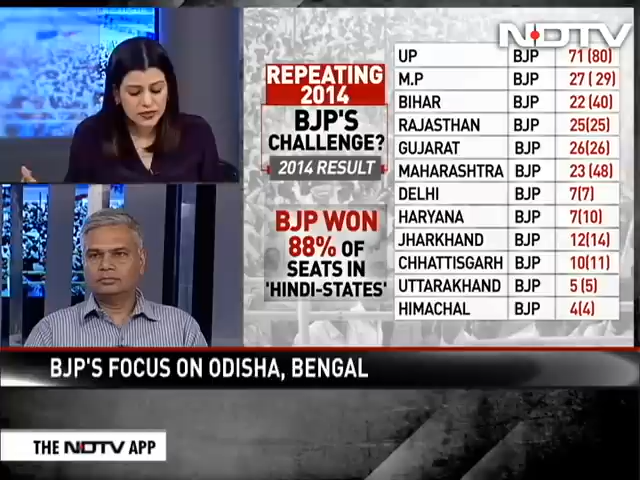 NDTV
REPEATING
2014
BJP'S
CHALLENGE?
2014 RESULT
BJP WON
88% OF
SEATS IN
'HINDI-STATES'
UP BJP 71 (80)
M.P BJP 27 ( 29)
BIHAR BJP 22 (40)
RAJASTHAN BJP 25(25)
GUJARAT BJP 26(26)
MAHARASHTRA BJP 23 (48)
DELHI BJP 7(7)
HARYANA BJP 7(10)
JHARKHAND BJP 12(14)
CHHATTISGARH BJP 10(11)
UTTARAKHAND BJP 5 (5)
HIMACHAL BJP 4(4)
BJP'S FOCUS ON ODISHA, BENGAL
THE NDTV APP